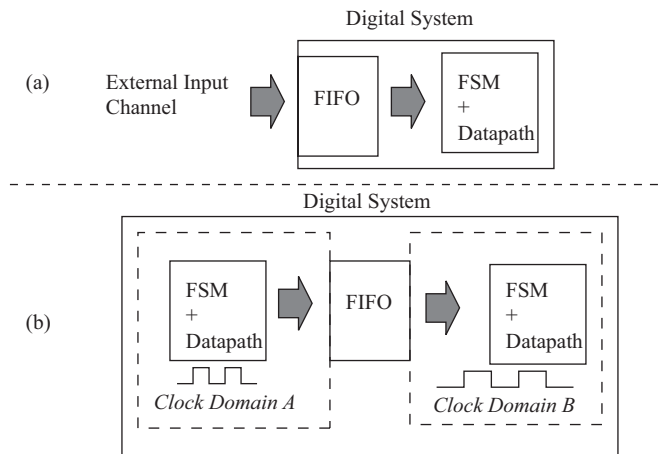 Digital System
(a)
External Input
Channel
FIFO
FSM
+
Datapath
Digital System
(b)
FSM
+
Datapath
FIFO
FSM
+
Datapath
Clock Domain A
Clock Domain B